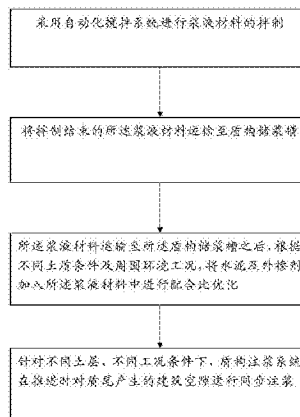 采用自动化搅拌系统进行浆液材料的拌制
将拌制结束的所述浆液材料运输至盾构储浆槽
所述浆液材料运输至所述盾构储浆槽之后,根据
不同土质条件及周围环境工况,将水泥及外掺剂
加入所述浆液材料中进行配合比优化
针对不同土层、不同工况条件下,盾构注浆系统
在推进时对盾尾产生的建筑空隙进行同步注浆